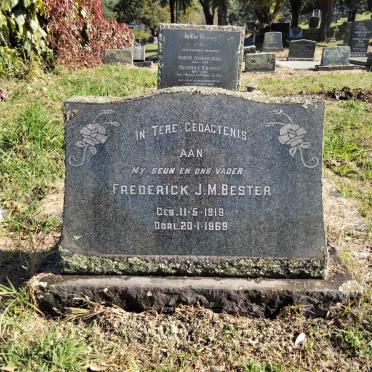 IN TERE GEDAGTENIS
AAN
MY SEUN EN ONS VADER
FREDERICK J.M. BESTER
GEB. 11-5-1919
OORL. 20-1-1969